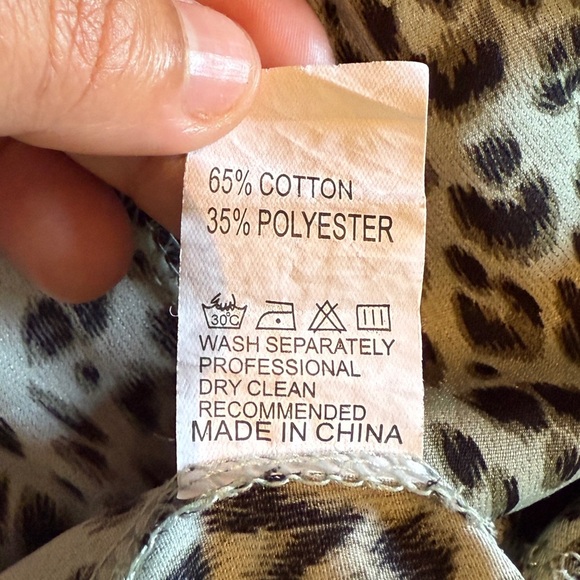 65% COTTON
35% POLYESTER
30°C
WASH SEPARATELY
PROFESSIONAL
DRY CLEAN
RECOMMENDED
MADE IN CHINA